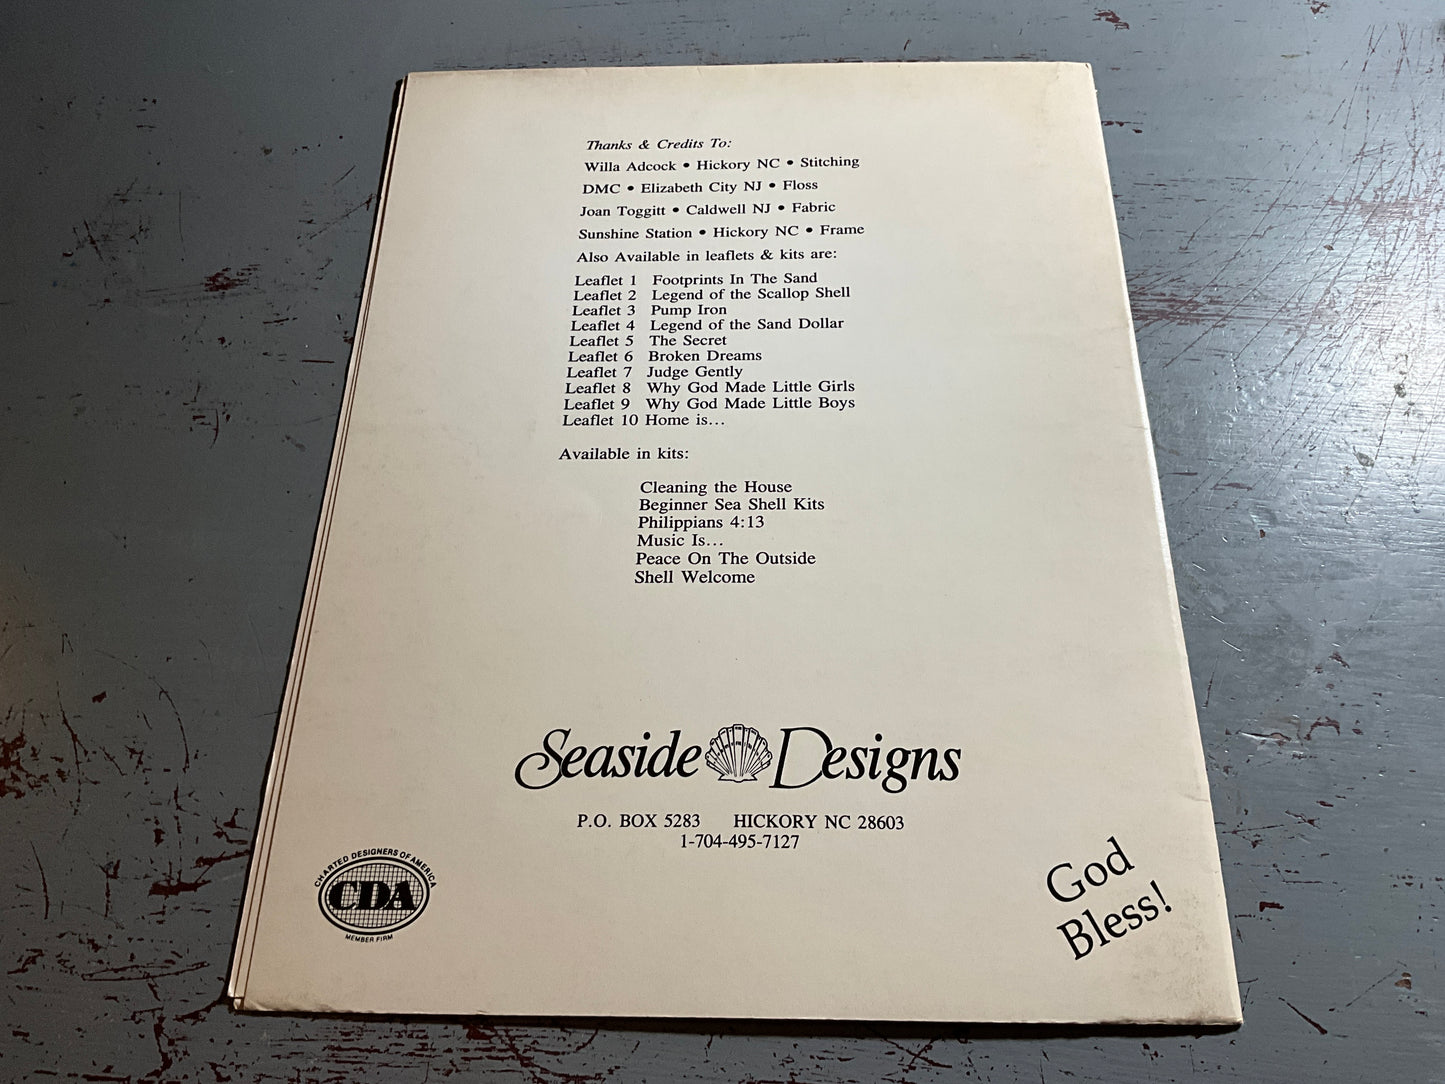 Thanks & Credits To:
Willa Adcock • Hickory NC • Stitching
DMC • Elizabeth City NJ • Floss
Joan Toggitt • Caldwell NJ • Fabric
Sunshine Station • Hickory NC • Frame
Also Available in leaflets & kits are:
Leaflet 1 Footprints In The Sand
Leaflet 2 Legend of the Scallop Shell
Leaflet 3 Pump Iron
Leaflet 4 Legend of the Sand Dollar
Leaflet 5 The Secret
Leaflet 6 Broken Dreams
Leaflet 7 Judge Gently
Leaflet 8 Why God Made Little Girls
Leaflet 9 Why God Made Little Boys
Leaflet 10 Home is...
Available in kits:
Cleaning the House
Beginner Sea Shell Kits
Philippians 4:13
Music Is...
Peace On The Outside
Shell Welcome
Seaside Designs
P.O. BOX 5283 HICKORY NC 28603
1-704-495-7127
CHARTED DESIGNERS OF AMERICA
CDA
MEMBER FIRM
God
Bless!